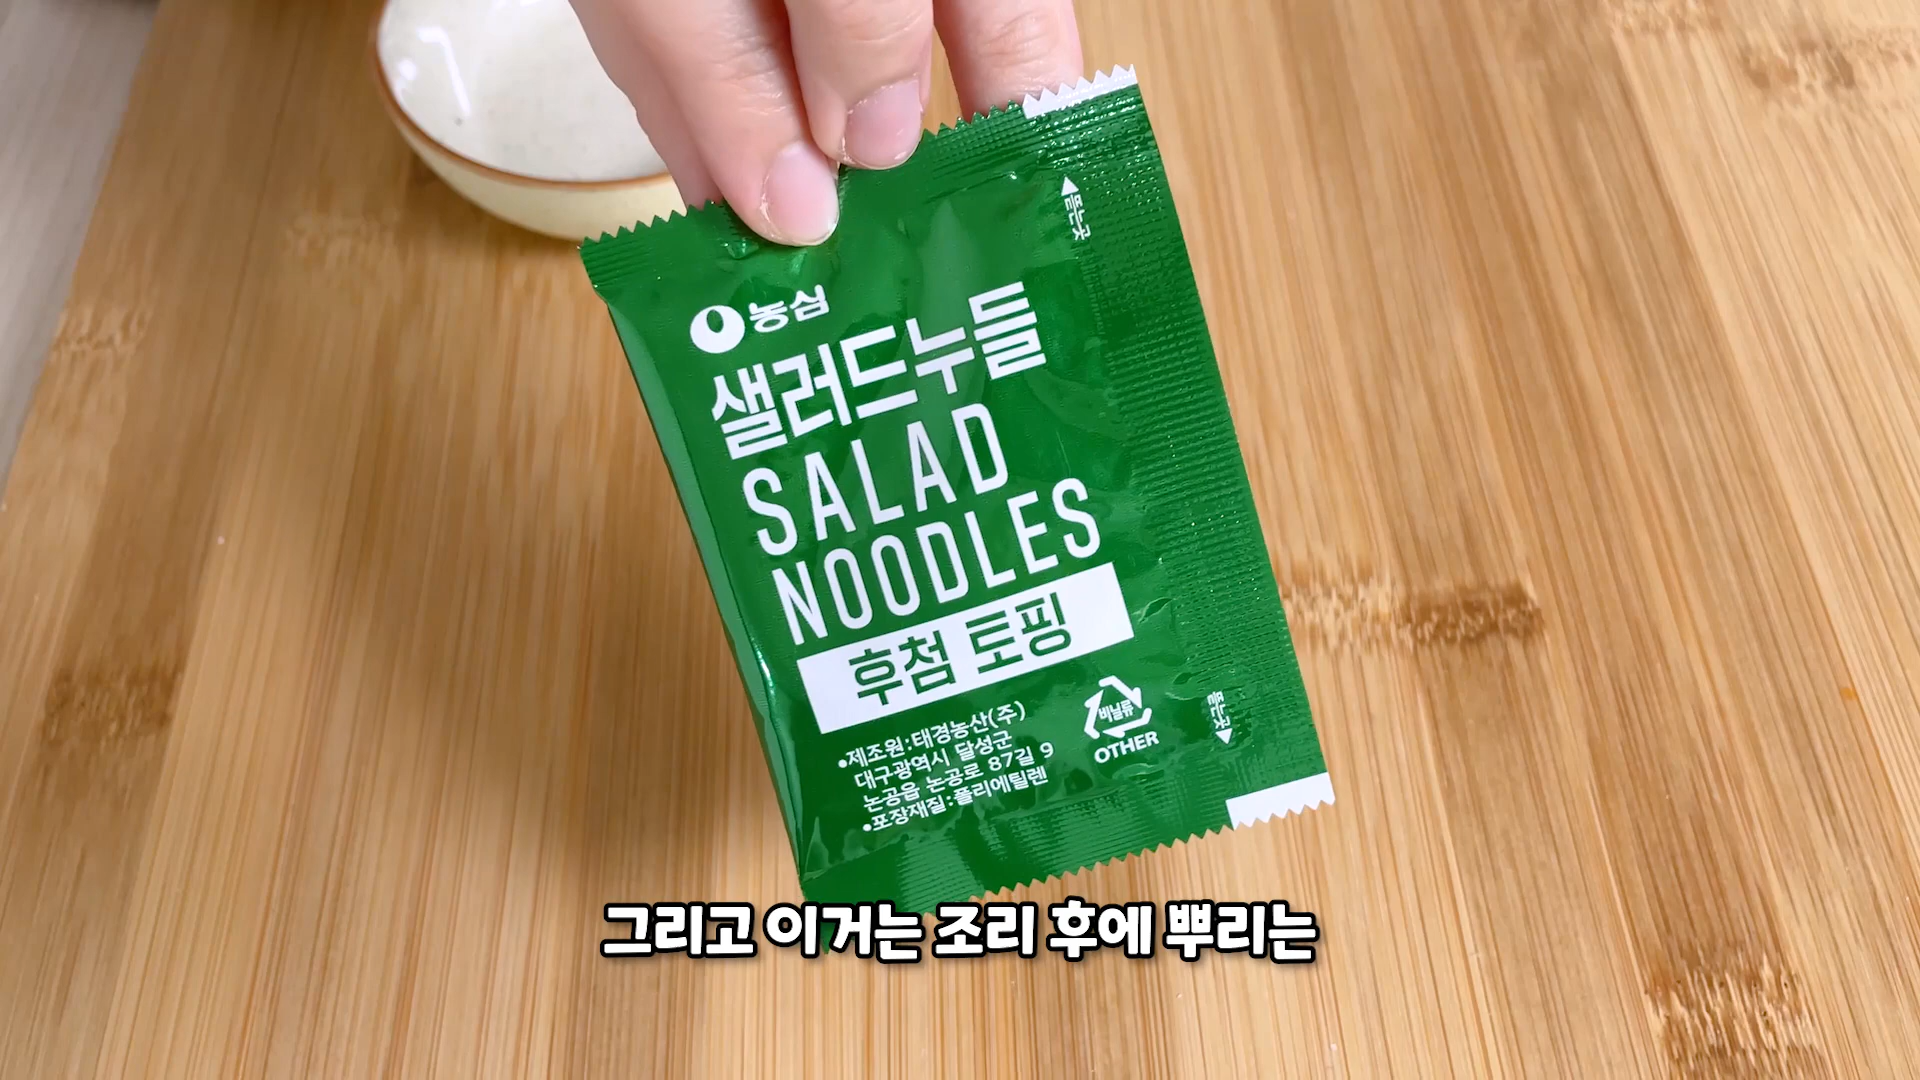 농심
샐러드누들
SALAD
NOODLES
후첨 토핑
•제조원:태경농산(주)
대구광역시 달성군
논공읍 논공로 87길 9
•포장재질:폴리에틸렌
비닐류
OTHER
뜯는곳
뜯는곳
그리고 이거는 조리 후에 뿌리는